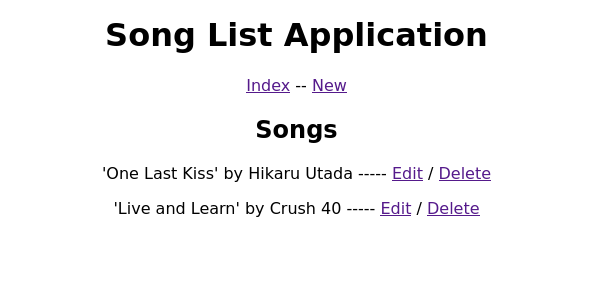 Song List Application
Index -- New
Songs
'One Last Kiss' by Hikaru Utada ----- Edit / Delete
'Live and Learn' by Crush 40 ----- Edit / Delete